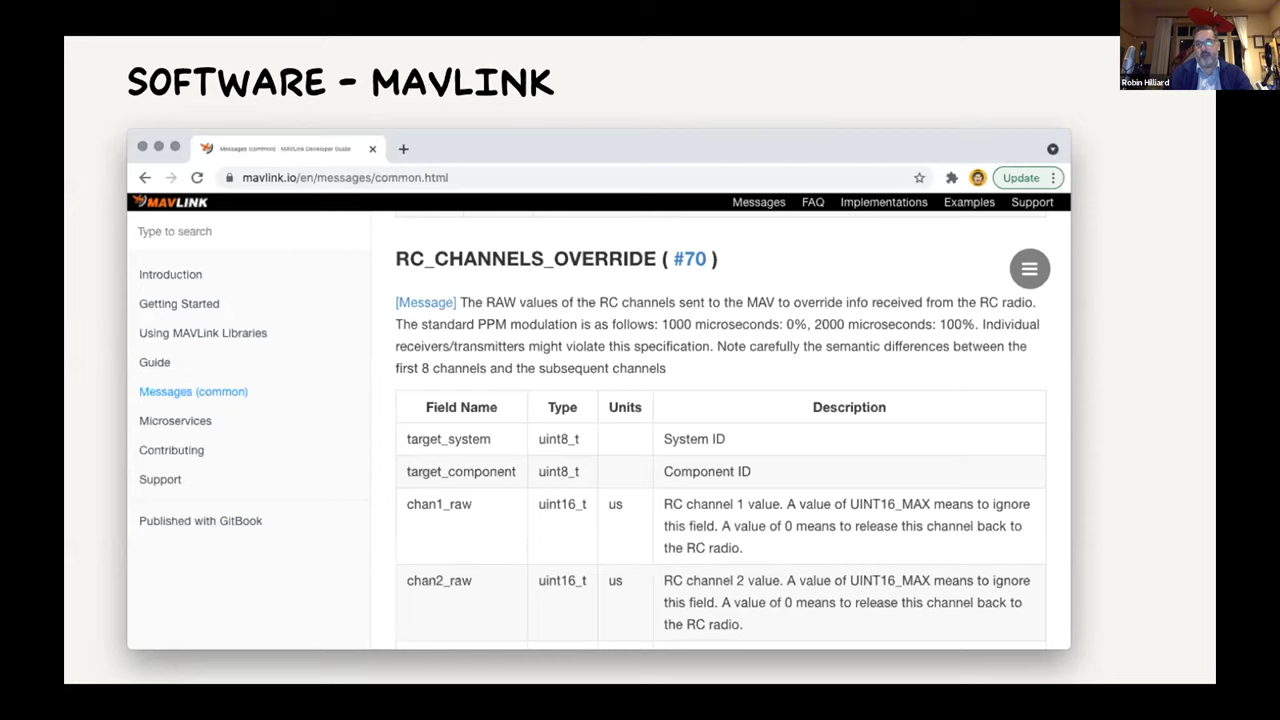 SOFTWARE - MAVLINK
Robin Hilliard
Messages (common) · MAVLink Developer Guide
mavlink.io/en/messages/common.html
Update
MAVLINK
Messages FAQ Implementations Examples Support
Type to search
Introduction
Getting Started
Using MAVLink Libraries
Guide
Messages (common)
Microservices
Contributing
Support
Published with GitBook
RC_CHANNELS_OVERRIDE ( #70 )
[Message] The RAW values of the RC channels sent to the MAV to override info received from the RC radio.
The standard PPM modulation is as follows: 1000 microseconds: 0%, 2000 microseconds: 100%. Individual
receivers/transmitters might violate this specification. Note carefully the semantic differences between the
first 8 channels and the subsequent channels
Field Name Type Units Description
target_system uint8_t System ID
target_component uint8_t Component ID
chan1_raw uint16_t us RC channel 1 value. A value of UINT16_MAX means to ignore
this field. A value of 0 means to release this channel back to
the RC radio.
chan2_raw uint16_t us RC channel 2 value. A value of UINT16_MAX means to ignore
this field. A value of 0 means to release this channel back to
the RC radio.